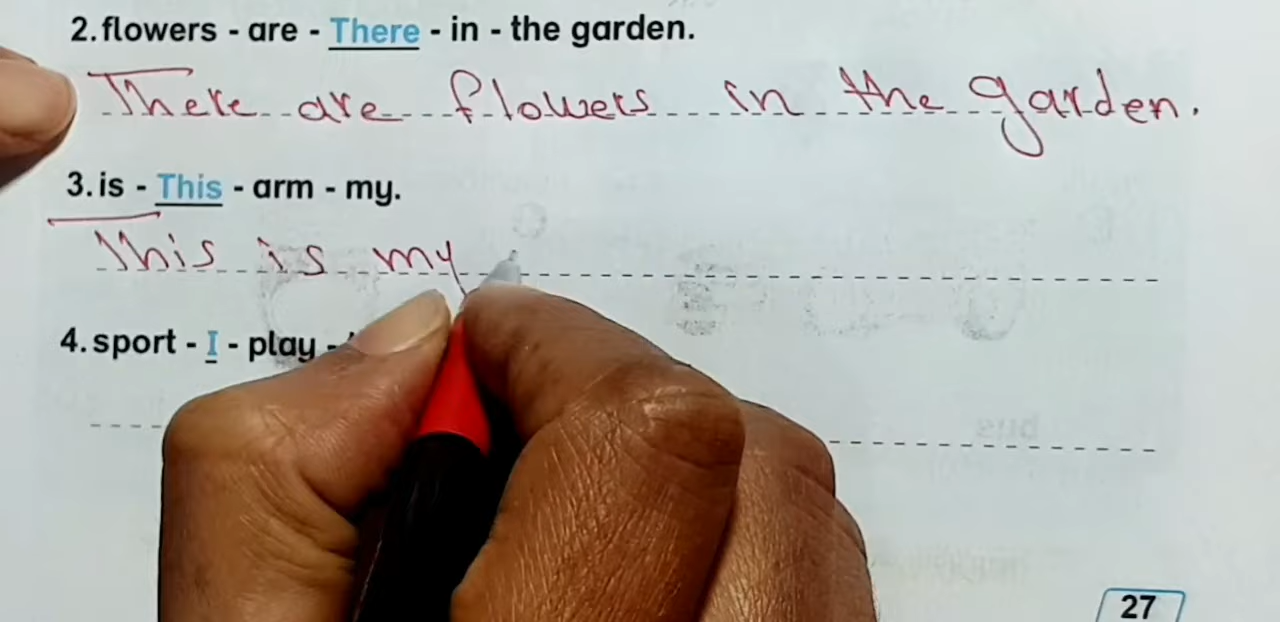 2. flowers - are - There - in - the garden.
There are flowers in the garden.
3. is - This - arm - my.
This is my
4. sport - I - play -
27